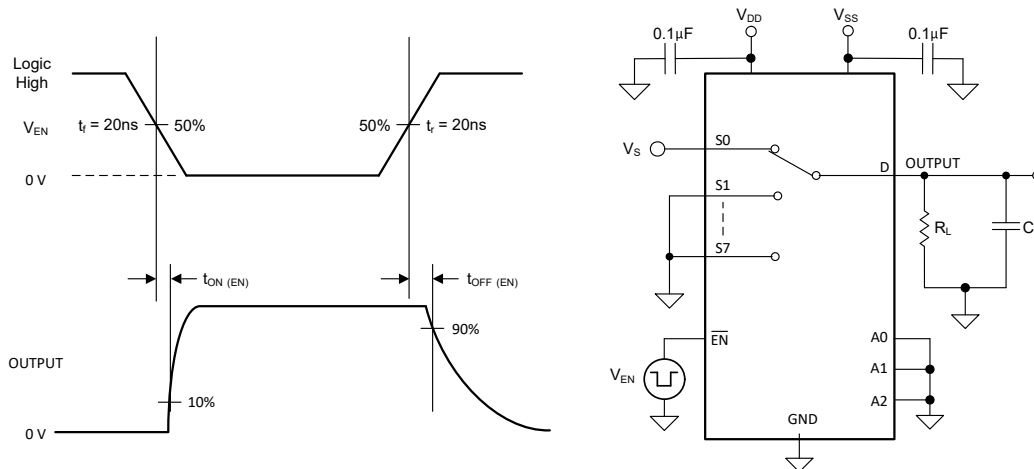 Logic
High
V_EN
t_f = 20ns
50%
50%
t_r = 20ns
0 V
t_ON (EN)
t_OFF (EN)
90%
OUTPUT
10%
0 V
V_DD
V_SS
0.1µF
0.1µF
V_S
S0
D
OUTPUT
S1
R_L
C
S7
EN
A0
V_EN
A1
A2
GND